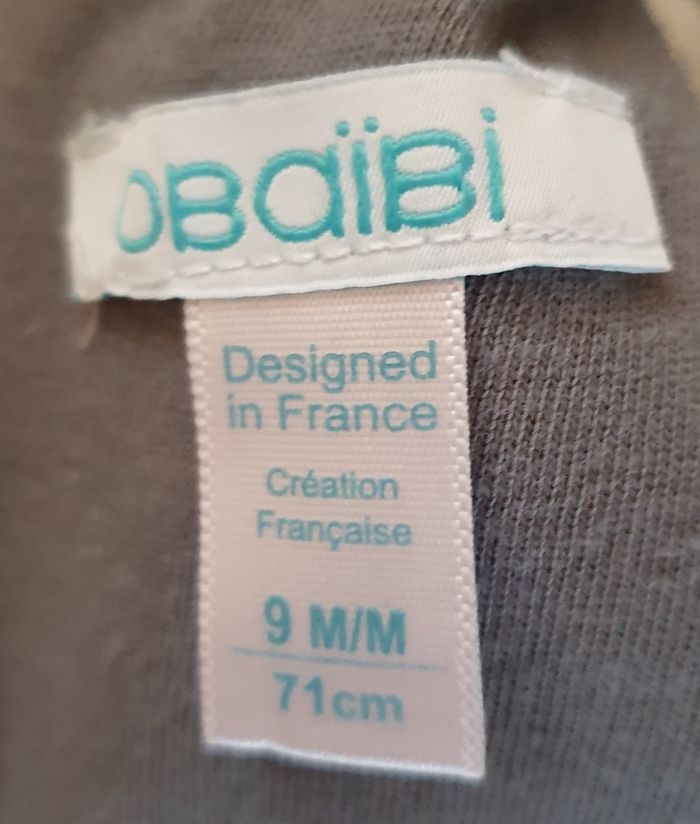 OBaïBi
Designed
in France
Création
Française
9 M/M
71cm